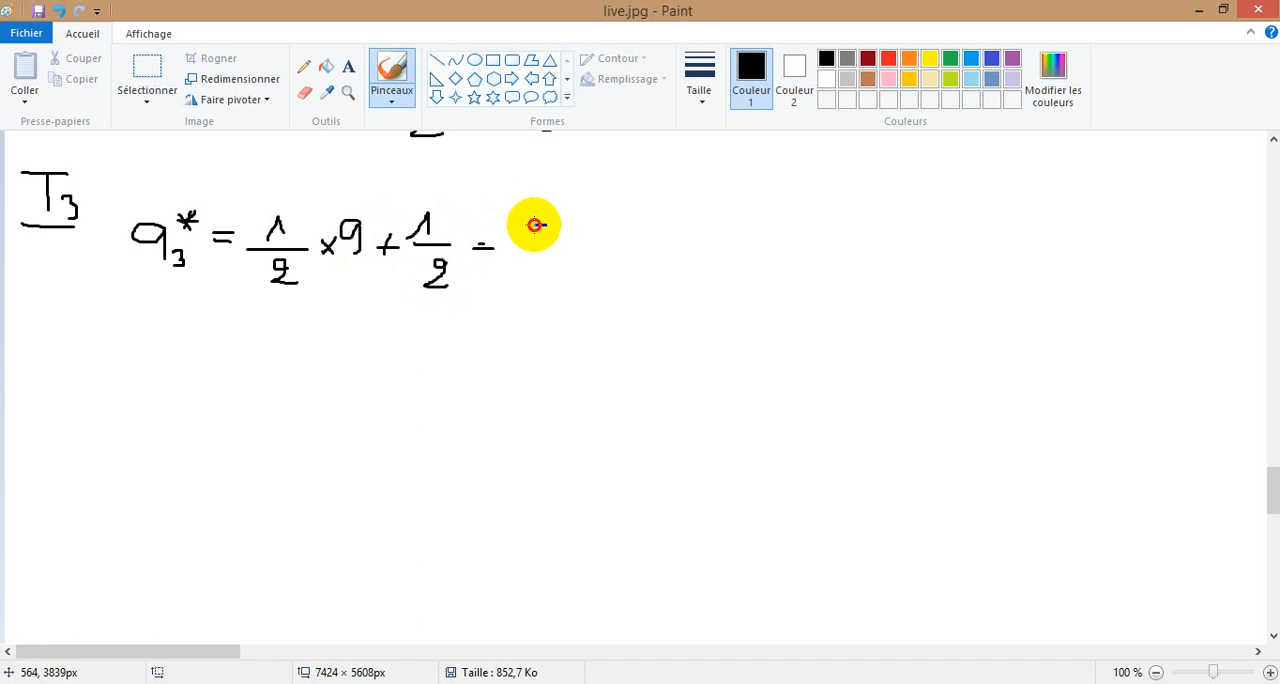 live.jpg - Paint
Fichier Accueil Affichage
Coller
Couper
Copier
Presse-papiers
Sélectionner
Rogner
Redimensionner
Faire pivoter
Image
A
Outils
Pinceaux
Contour
Remplissage
Formes
Taille
Couleur 1
Couleur 2
Modifier les couleurs
Couleurs
T3
q3* = 1/2 × 9 + 1/2 =
564, 3839px 7424 × 5608px Taille : 852,7 Ko 100 %